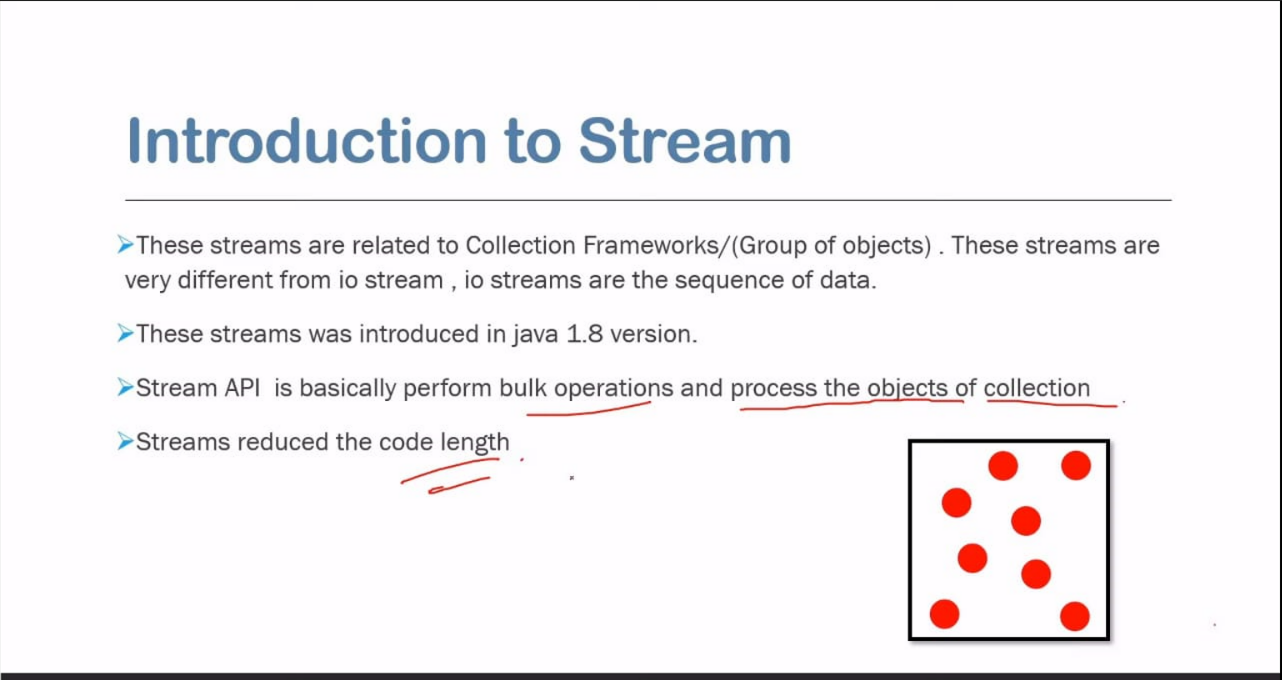 Introduction to Stream
➢These streams are related to Collection Frameworks/(Group of objects) . These streams are
very different from io stream , io streams are the sequence of data.
➢These streams was introduced in java 1.8 version.
➢Stream API  is basically perform bulk operations and process the objects of collection
➢Streams reduced the code length